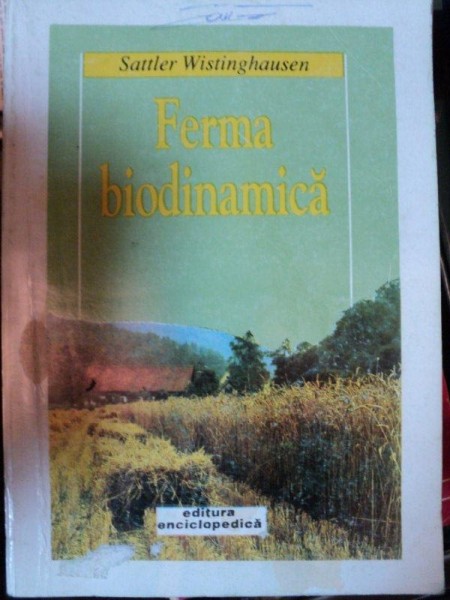 Sattler Wistinghausen
Ferma
biodinamică
editura
enciclopedică